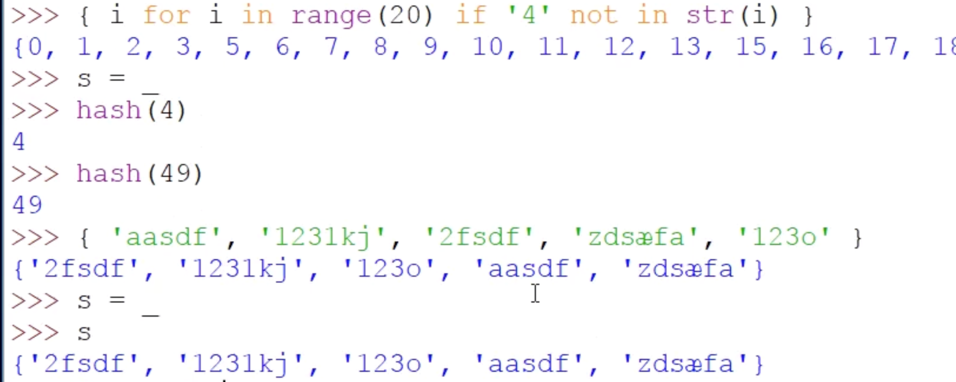 >>> { i for i in range(20) if '4' not in str(i) }
{0, 1, 2, 3, 5, 6, 7, 8, 9, 10, 11, 12, 13, 15, 16, 17, 18
>>> s = _
>>> hash(4)
4
>>> hash(49)
49
>>> { 'aasdf', '1231kj', '2fsdf', 'zdsæfa', '123o' }
{'2fsdf', '1231kj', '123o', 'aasdf', 'zdsæfa'}
>>> s = _
>>> s
{'2fsdf', '1231kj', '123o', 'aasdf', 'zdsæfa'}